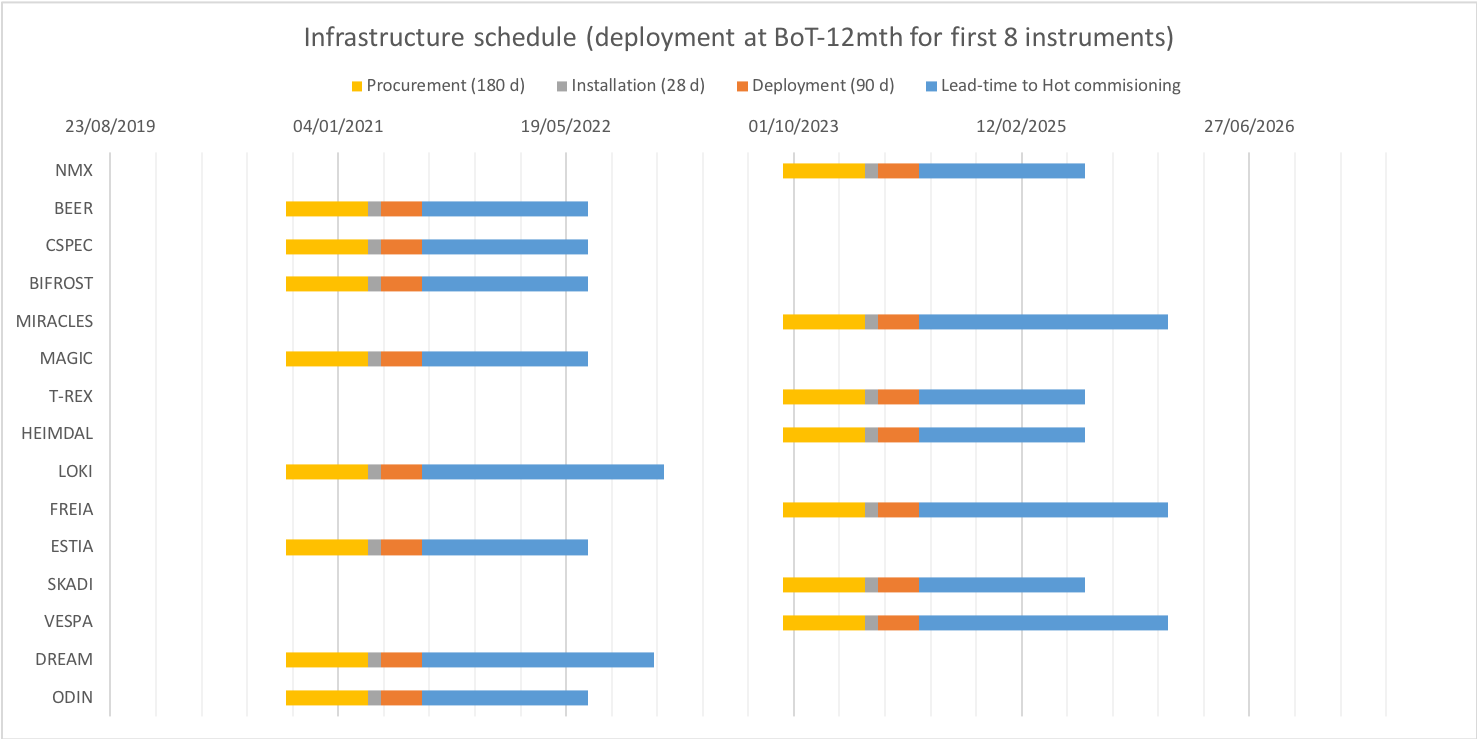 Infrastructure schedule (deployment at BoT-12mth for first 8 instruments)
Procurement (180 d) Installation (28 d) Deployment (90 d) Lead-time to Hot commisioning
23/08/2019 04/01/2021 19/05/2022 01/10/2023 12/02/2025 27/06/2026
NMX
BEER
CSPEC
BIFROST
MIRACLES
MAGIC
T-REX
HEIMDAL
LOKI
FREIA
ESTIA
SKADI
VESPA
DREAM
ODIN